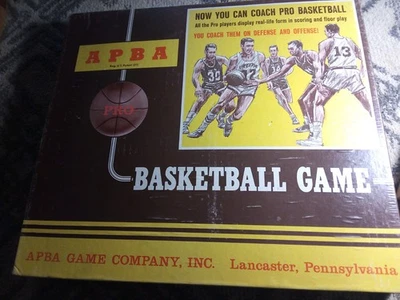 NOW YOU CAN COACH PRO BASKETBALL
All the Pro players display real-life form in scoring and floor play
YOU COACH THEM ON DEFENSE AND OFFENSE!
APBA
30
12
13
BASKETBALL GAME
APBA GAME COMPANY, INC. Lancaster, Pennsylvania